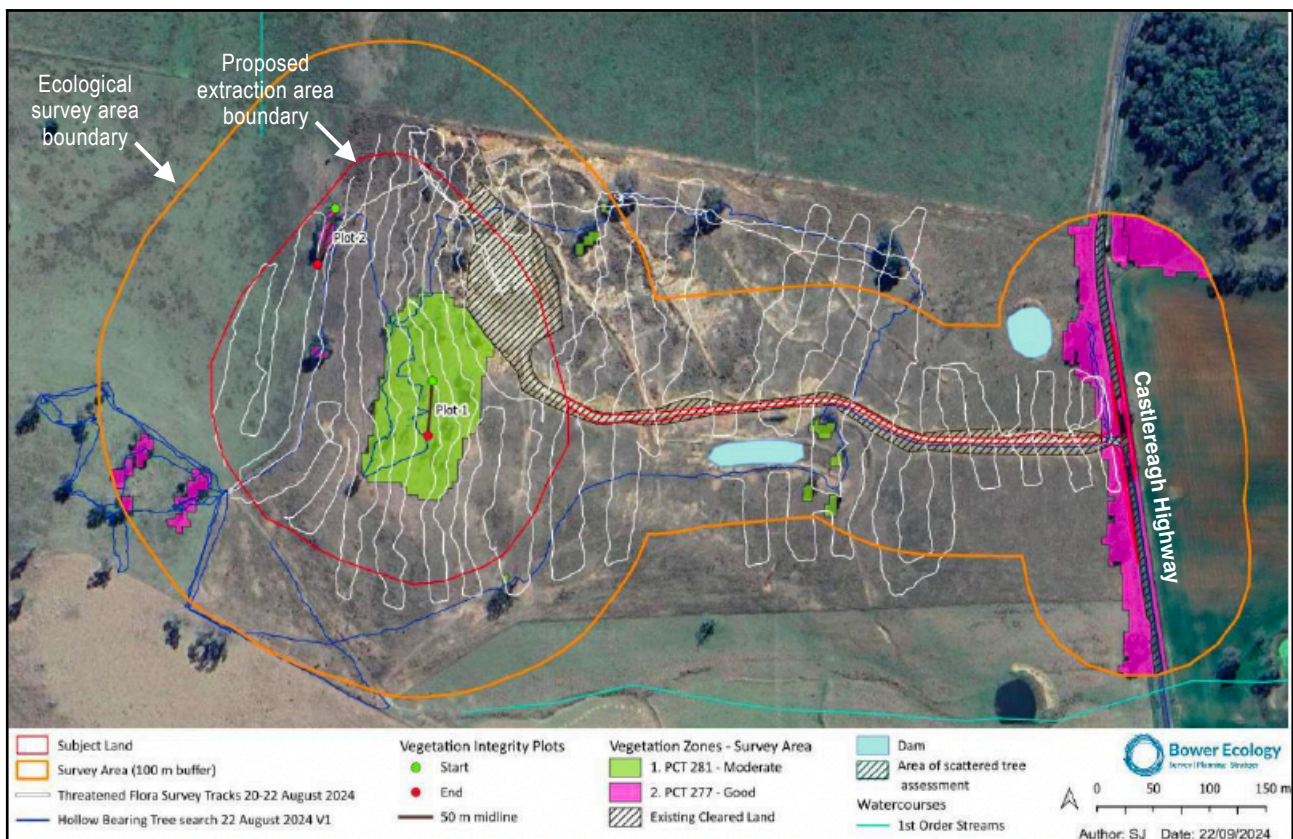 Ecological
survey area
boundary
Proposed
extraction area
boundary
Plot-2
Plot-1
Castlereagh Highway
Subject Land
Survey Area (100 m buffer)
Threatened Flora Survey Tracks 20-22 August 2024
Hollow Bearing Tree search 22 August 2024 V1
Vegetation Integrity Plots
Start
End
50 m midline
Vegetation Zones - Survey Area
1. PCT 281 - Moderate
2. PCT 277 - Good
Existing Cleared Land
Dam
Area of scattered tree
assessment
Watercourses
1st Order Streams
Bower Ecology
Survey | Planning | Strategy
0 50 100 150 m
Author: SJ Date: 22/09/2024